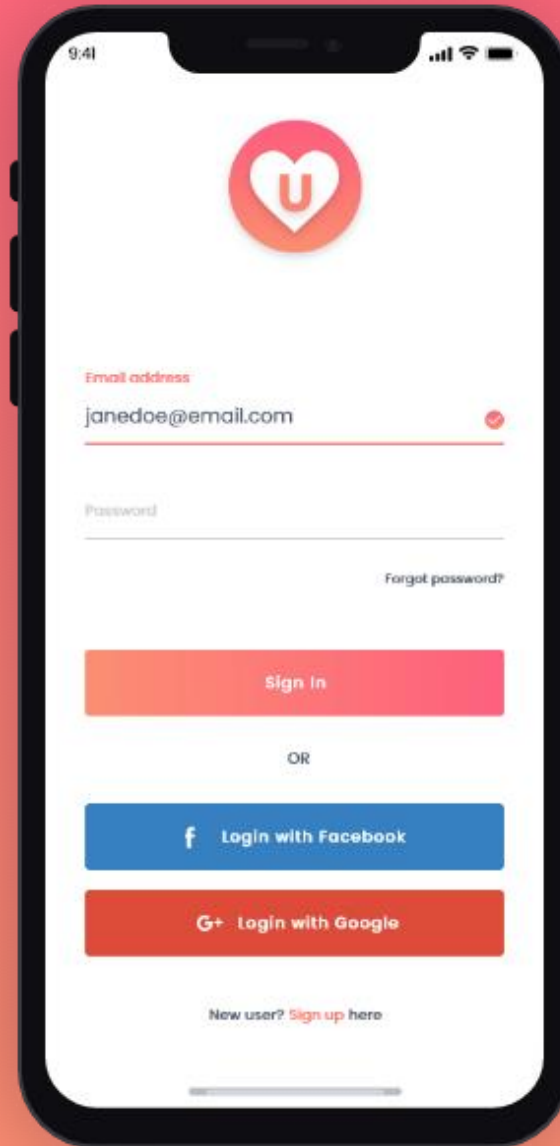 9:41
U
Email address
janedoe@email.com
Password
Forgot password?
Sign In
OR
f Login with Facebook
G+ Login with Google
New user? Sign up here